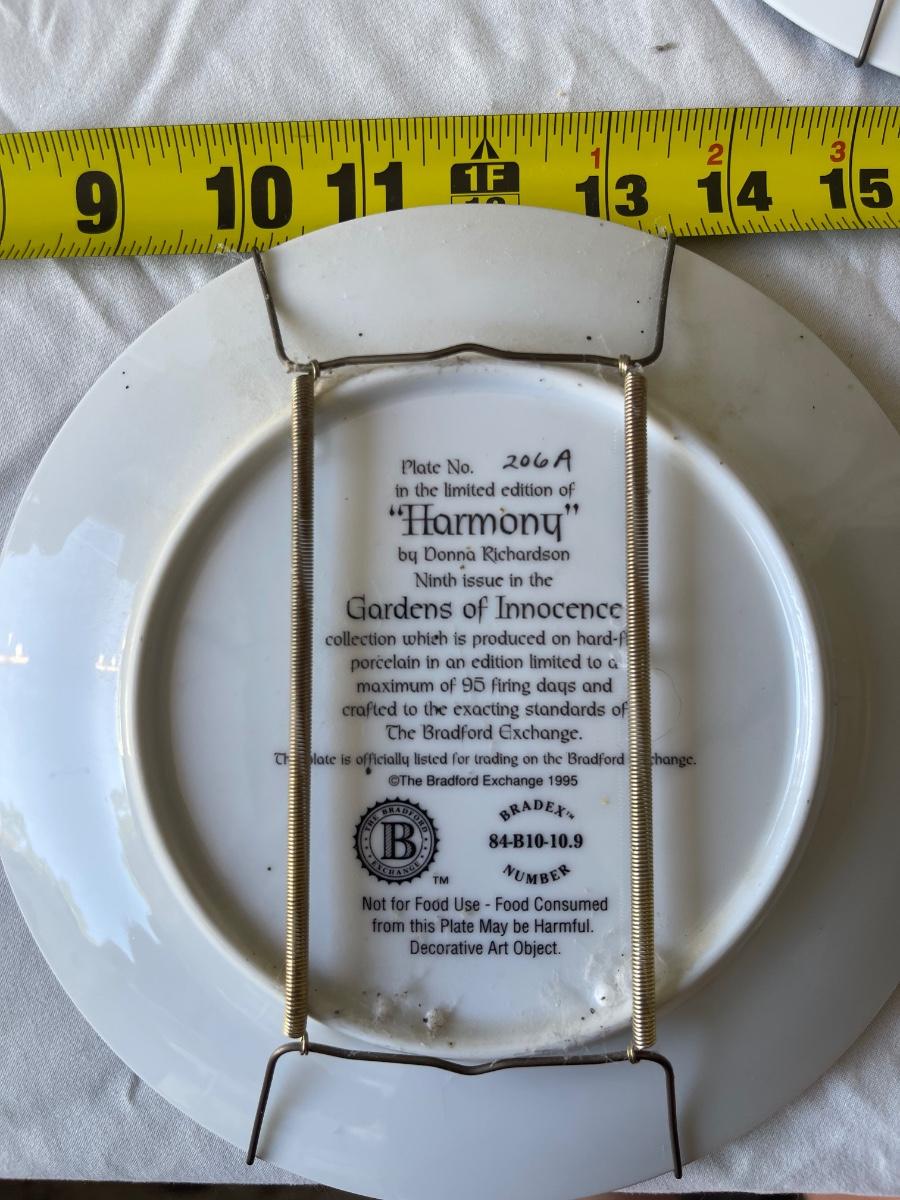 9 10 11 1F 1 13 2 14 3 15
12
Plate No. 206A
in the limited edition of
"Harmony"
by Donna Richardson
Ninth issue in the
Gardens of Innocence
collection which is produced on hard-f
porcelain in an edition limited to a
maximum of 95 firing days and
crafted to the exacting standards of
The Bradford Exchange.
plate is officially listed for trading on the Bradford change.
©The Bradford Exchange 1995
THE BRADFORD
B
EXCHANGE
TM
BRADEX™
84-B10-10.9
NUMBER
Not for Food Use - Food Consumed
from this Plate May be Harmful.
Decorative Art Object.